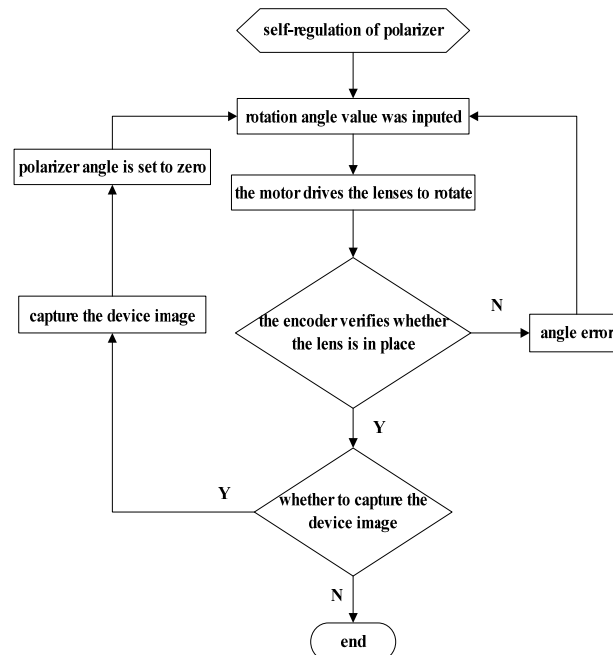 self-regulation of polarizer
rotation angle value was inputed
polarizer angle is set to zero
the motor drives the lenses to rotate
capture the device image
the encoder verifies whether
the lens is in place
N
angle error
Y
Y
whether to capture the
device image
N
end